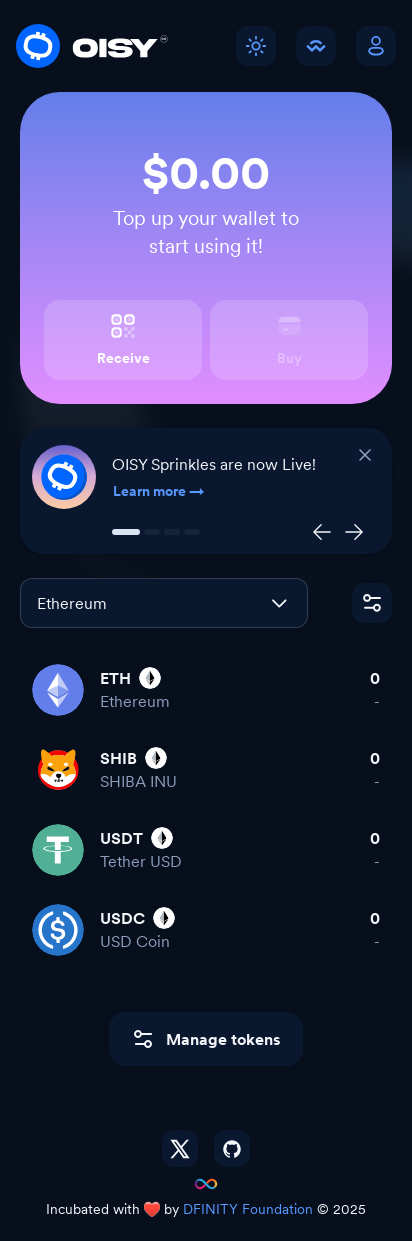 OISY
$0.00
Top up your wallet to
start using it!
Receive
Buy
OISY Sprinkles are now Live!
Learn more →
Ethereum
ETH
0
Ethereum
-
SHIB
0
SHIBA INU
-
USDT
0
Tether USD
-
USDC
0
USD Coin
-
Manage tokens
Incubated with ❤️ by DFINITY Foundation © 2025